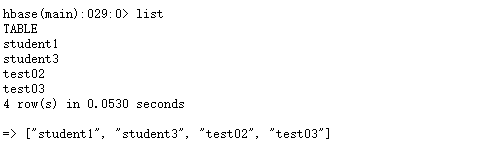 hbase(main):029:0> list
TABLE
student1
student3
test02
test03
4 row(s) in 0.0530 seconds
=> ["student1", "student3", "test02", "test03"]